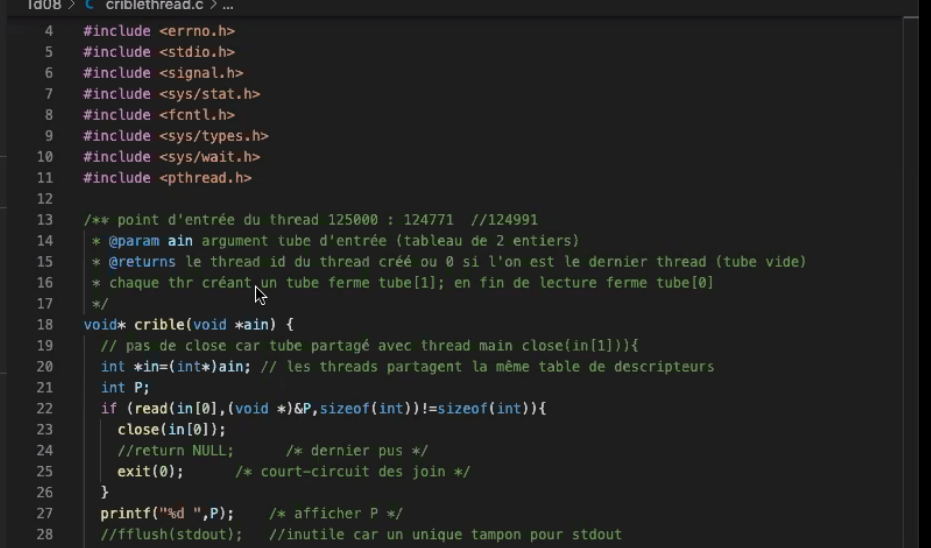 Td08 > C criblethread.c > ...
4 #include <errno.h>
5 #include <stdio.h>
6 #include <signal.h>
7 #include <sys/stat.h>
8 #include <fcntl.h>
9 #include <sys/types.h>
10 #include <sys/wait.h>
11 #include <pthread.h>
12
13 /** point d'entrée du thread 125000 : 124771  //124991
14  * @param ain argument tube d'entrée (tableau de 2 entiers)
15  * @returns le thread id du thread créé ou 0 si l'on est le dernier thread (tube vide)
16  * chaque thr créant un tube ferme tube[1]; en fin de lecture ferme tube[0]
17  */
18 void* crible(void *ain) {
19   // pas de close car tube partagé avec thread main close(in[1])){
20   int *in=(int*)ain; // les threads partagent la même table de descripteurs
21   int P;
22   if (read(in[0],(void *)&P,sizeof(int))!=sizeof(int)){
23     close(in[0]);
24     //return NULL;      /* dernier pus */
25     exit(0);      /* court-circuit des join */
26   }
27   printf("%d ",P);    /* afficher P */
28   //fflush(stdout);   //inutile car un unique tampon pour stdout